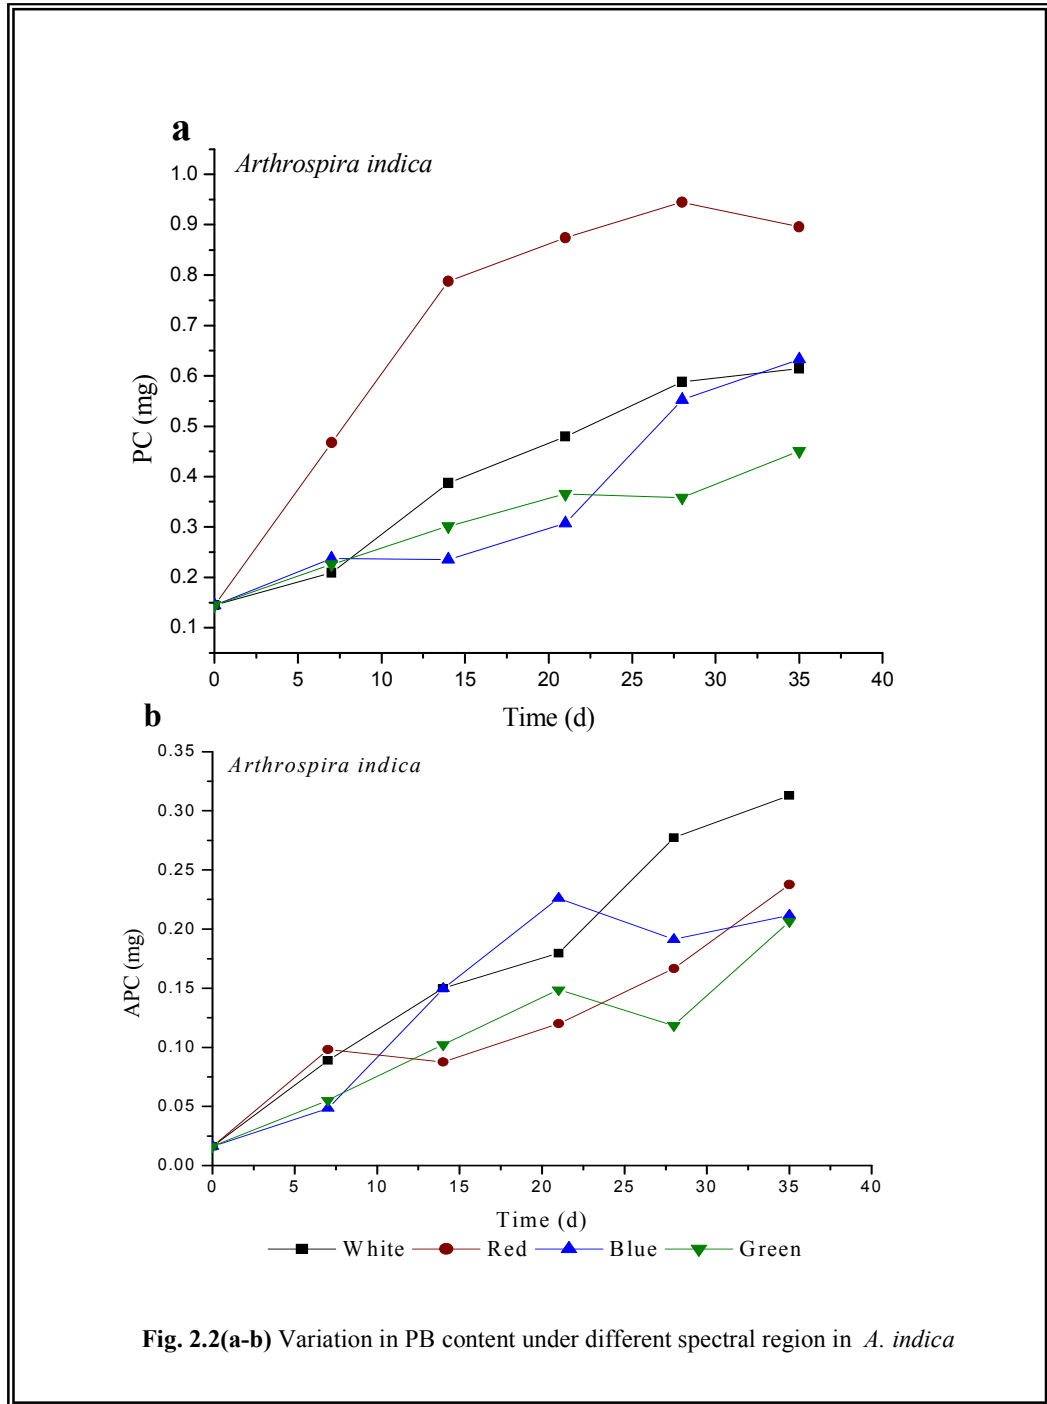 a
Arthrospira indica
1.0
0.9
0.8
0.7
0.6
0.5
0.4
0.3
0.2
0.1
PC (mg)
0 5 10 15 20 25 30 35 40
Time (d)
b
Arthrospira indica
0.35
0.30
0.25
0.20
0.15
0.10
0.05
0.00
APC (mg)
0 5 10 15 20 25 30 35 40
Time (d)
White Red Blue Green
Fig. 2.2(a-b) Variation in PB content under different spectral region in A. indica